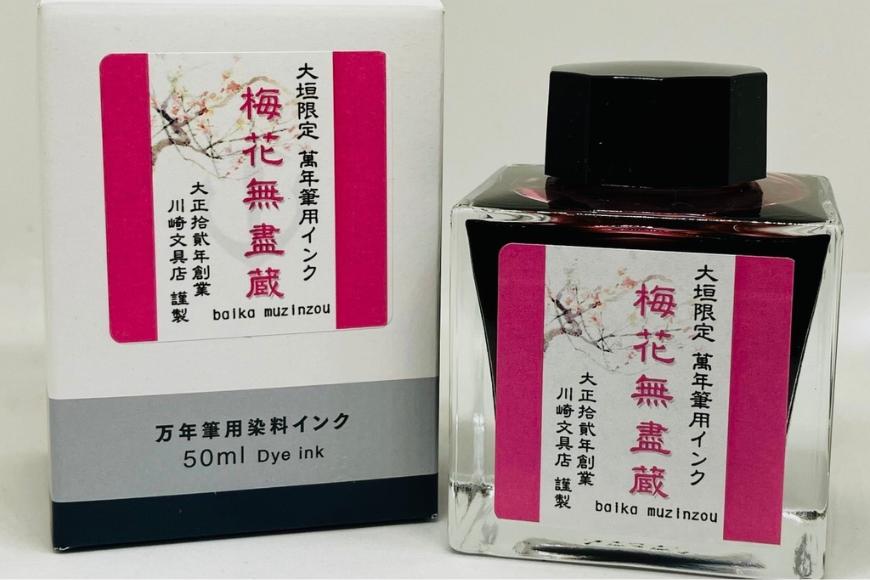 大垣限定 萬年筆用インク
梅花無盡蔵
大正拾貳年創業
川崎文具店 謹製
baika muzinzou
万年筆用染料インク
50ml Dye ink
大垣限定 萬年筆用インク
梅花無盡蔵
大正拾貳年創業
川崎文具店 謹製
baika muzinzou